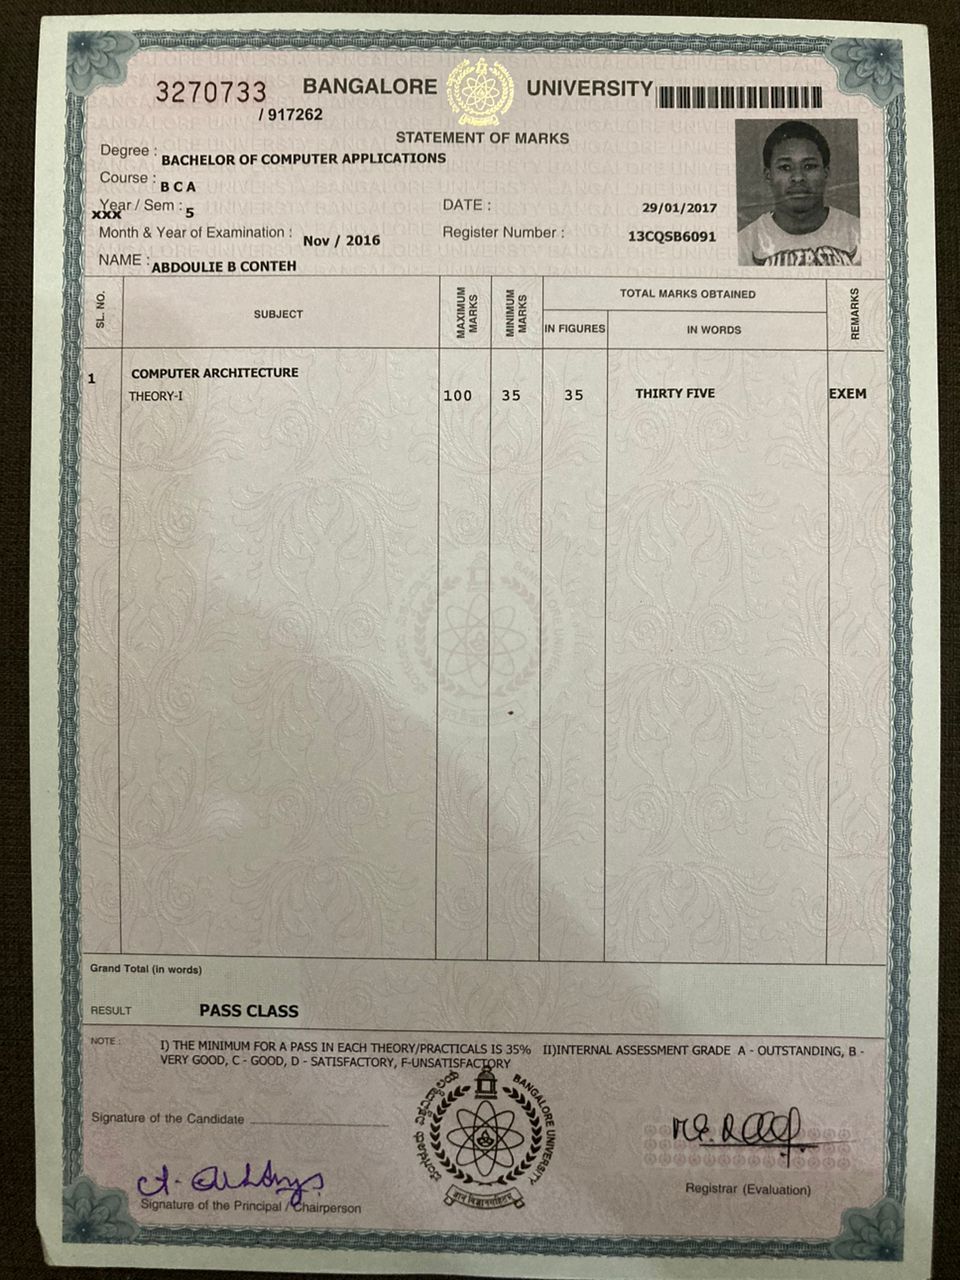 3270733
/ 917262
BANGALORE UNIVERSITY
STATEMENT OF MARKS
Degree : BACHELOR OF COMPUTER APPLICATIONS
Course : B C A
Year / Sem : 5
xxx
DATE : 29/01/2017
Month & Year of Examination : Nov / 2016
Register Number : 13CQSB6091
NAME : ABDOULIE B CONTEH
SL. NO. SUBJECT MAXIMUM MARKS MINIMUM MARKS TOTAL MARKS OBTAINED REMARKS
IN FIGURES IN WORDS
1 COMPUTER ARCHITECTURE
THEORY-I 100 35 35 THIRTY FIVE EXEM
Grand Total (in words)
RESULT PASS CLASS
NOTE : I) THE MINIMUM FOR A PASS IN EACH THEORY/PRACTICALS IS 35% II)INTERNAL ASSESSMENT GRADE A - OUTSTANDING, B -
VERY GOOD, C - GOOD, D - SATISFACTORY, F-UNSATISFACTORY
BANGALORE UNIVERSITY
Signature of the Candidate
Signature of the Principal / Chairperson
Registrar (Evaluation)